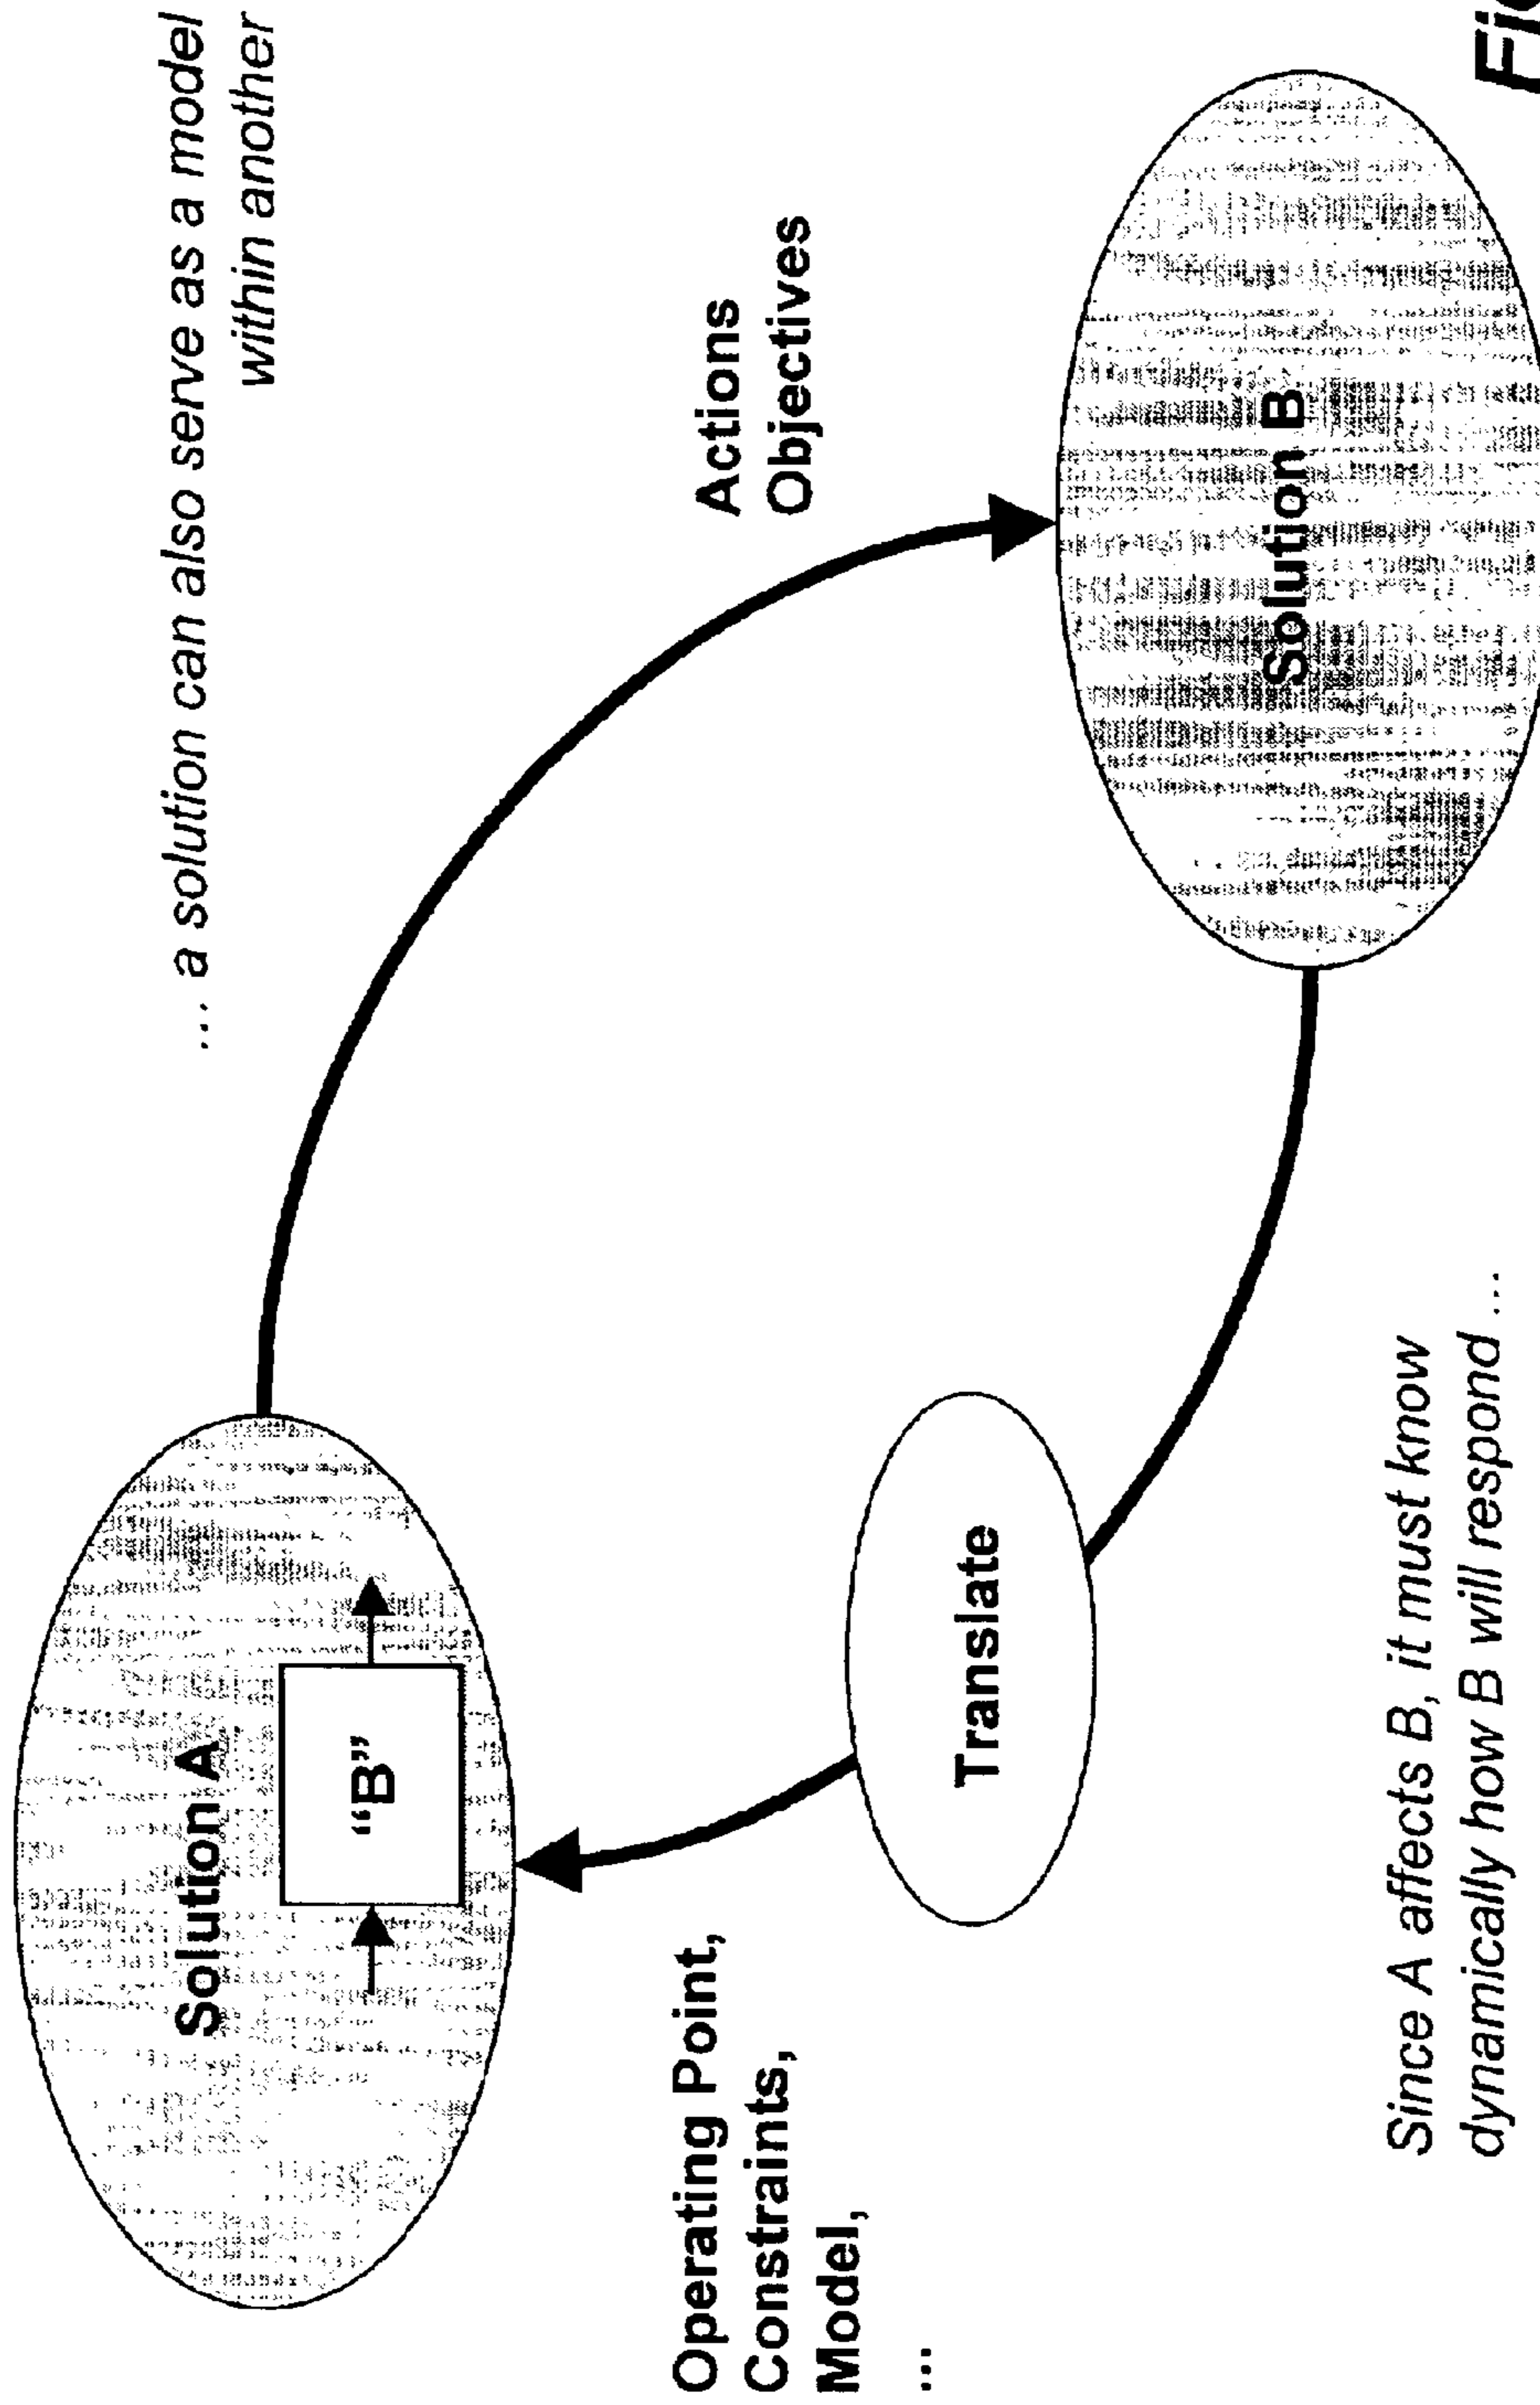 ... a solution can also serve as a model
within another
Solution A
“B”
Actions
Objectives
Operating Point,
Constraints,
Model,
...
Translate
Solution B
Since A affects B, it must know
dynamically how B will respond ...